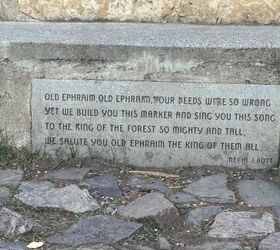 OLD EPHRAIM, OLD EPHRAIM, YOUR DEEDS WERE SO WRONG
YET WE BUILD YOU THIS MARKER AND SING YOU THIS SONG,
TO THE KING OF THE FOREST SO MIGHTY AND TALL,
WE SALUTE YOU, OLD EPHRAIM THE KING OF THEM ALL
NEPHI J. BOTT